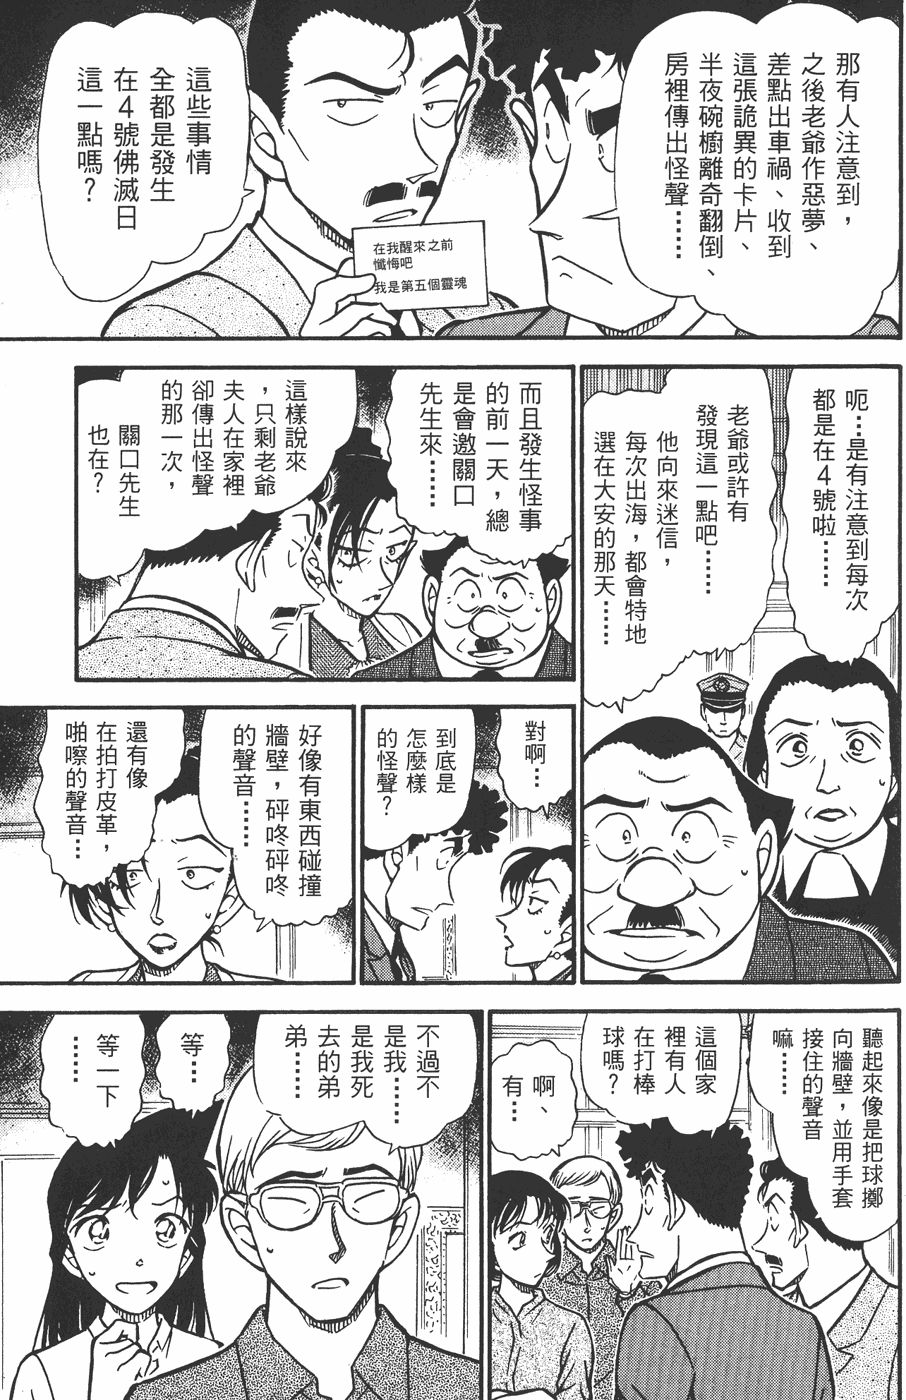 那有人注意到，
之後老爺作惡夢、
差點出車禍、收到
這張詭異的卡片、
半夜碗櫥離奇翻倒、
房裡傳出怪聲……
在我醒來之前
懺悔吧
我是第五個靈魂
這些事情
全都是發生
在4號佛滅日
這一點嗎？
呃…是有注意到每次
都是在4號啦……
老爺或許有
發現這一點吧……
他向來迷信，
每次出海，都會特地
選在大安的那天……
而且發生怪事
的前一天，總
是會邀關口
先生來……
這樣說來
，只剩老爺
夫人在家裡
卻傳出怪聲
的那一次，
關口先生
也在？
對啊…
到底是
怎麼樣
的怪聲？
好像有東西碰撞
牆壁，砰咚砰咚
的聲音……
還有像
在拍打皮革，
啪嚓的聲音…
聽起來像是把球擲
向牆壁，並用手套
接住的聲音
嘛……
這個家
裡有人
在打棒
球嗎？
啊、
有…
不過不
是我……
是我死
去的弟
弟……
等…
等一下
……